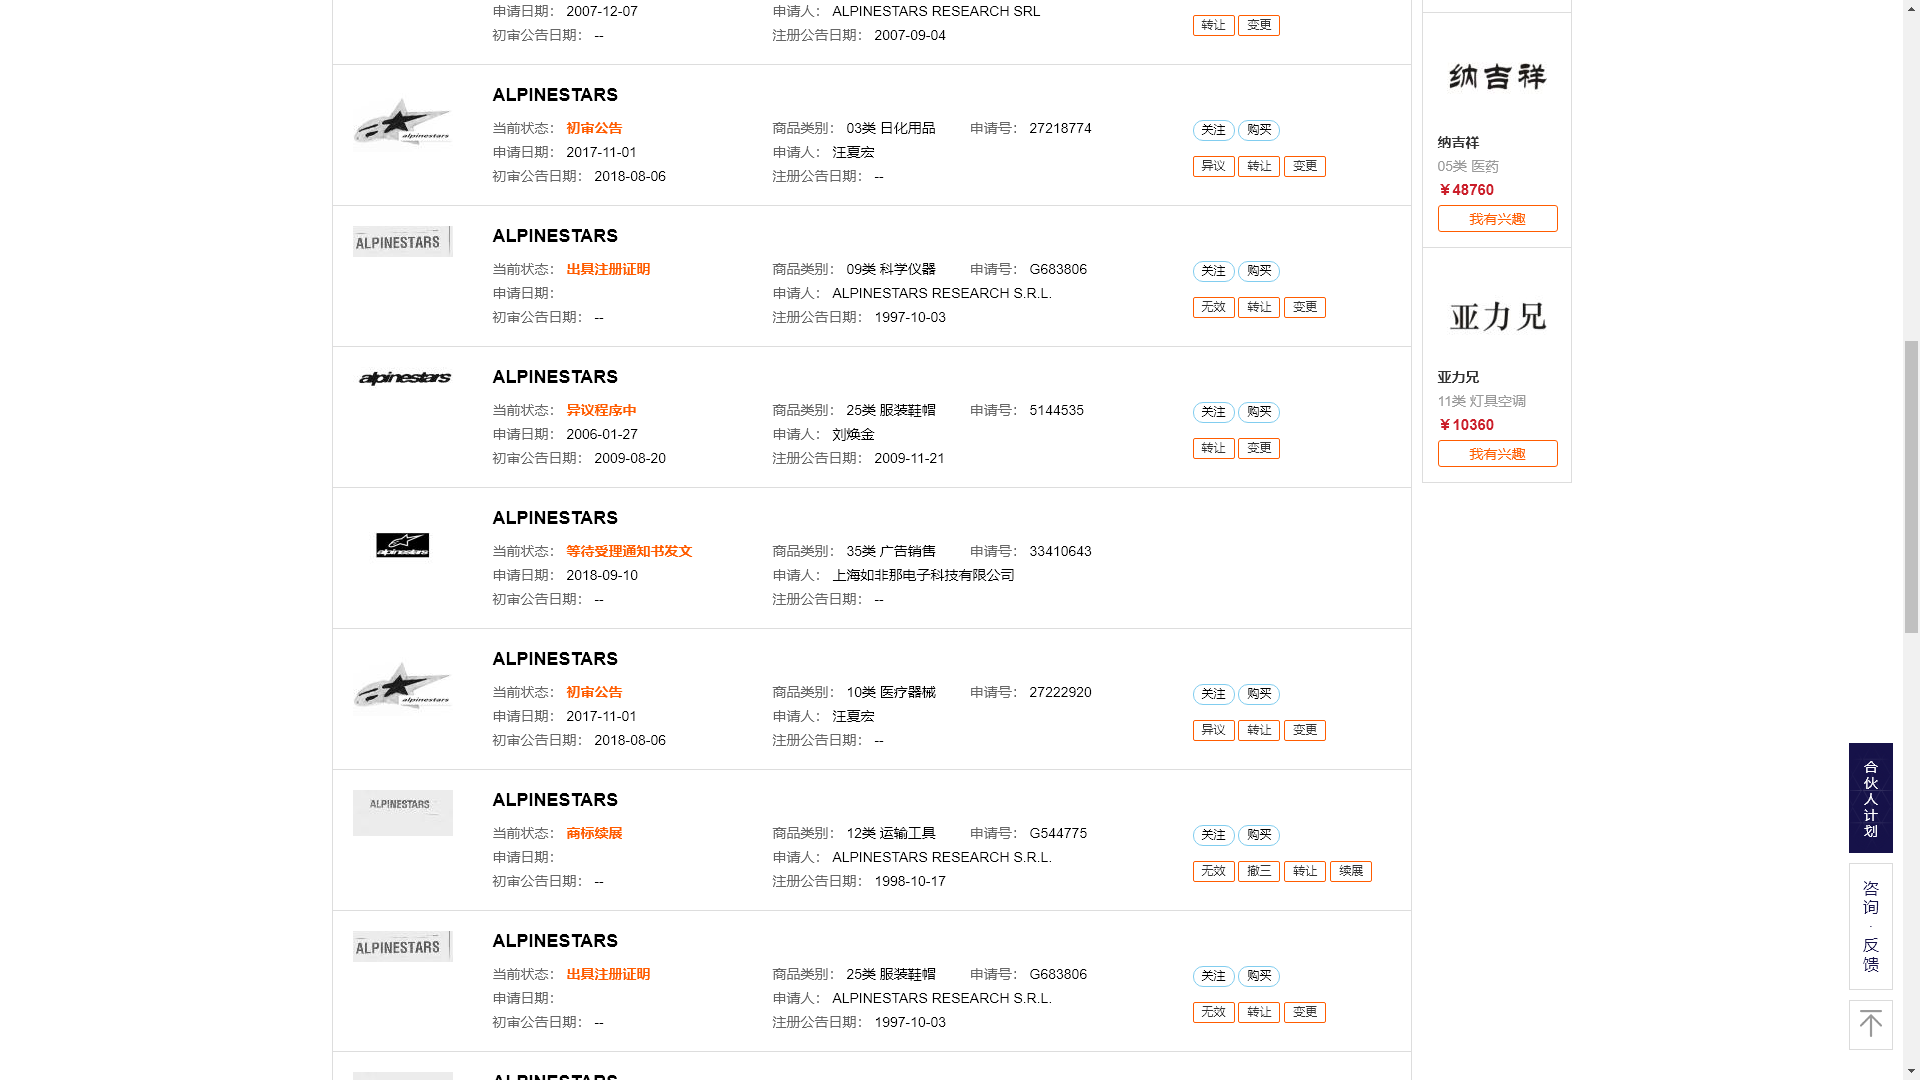 申请日期： 2007-12-07 申请人： ALPINESTARS RESEARCH SRL
初审公告日期： -- 注册公告日期： 2007-09-04
转让 变更
alpinestars
ALPINESTARS
当前状态： 初审公告 商品类别： 03类 日化用品 申请号： 27218774
申请日期： 2017-11-01 申请人： 汪夏宏
初审公告日期： 2018-08-06 注册公告日期： --
关注 购买
异议 转让 变更
ALPINESTARS
ALPINESTARS
当前状态： 出具注册证明 商品类别： 09类 科学仪器 申请号： G683806
申请日期： 申请人： ALPINESTARS RESEARCH S.R.L.
初审公告日期： -- 注册公告日期： 1997-10-03
关注 购买
无效 转让 变更
alpinestars
ALPINESTARS
当前状态： 异议程序中 商品类别： 25类 服装鞋帽 申请号： 5144535
申请日期： 2006-01-27 申请人： 刘焕金
初审公告日期： 2009-08-20 注册公告日期： 2009-11-21
关注 购买
转让 变更
alpinestars
ALPINESTARS
当前状态： 等待受理通知书发文 商品类别： 35类 广告销售 申请号： 33410643
申请日期： 2018-09-10 申请人： 上海如非那电子科技有限公司
初审公告日期： -- 注册公告日期： --
alpinestars
ALPINESTARS
当前状态： 初审公告 商品类别： 10类 医疗器械 申请号： 27222920
申请日期： 2017-11-01 申请人： 汪夏宏
初审公告日期： 2018-08-06 注册公告日期： --
关注 购买
异议 转让 变更
ALPINESTARS
ALPINESTARS
当前状态： 商标续展 商品类别： 12类 运输工具 申请号： G544775
申请日期： 申请人： ALPINESTARS RESEARCH S.R.L.
初审公告日期： -- 注册公告日期： 1998-10-17
关注 购买
无效 撤三 转让 续展
ALPINESTARS
ALPINESTARS
当前状态： 出具注册证明 商品类别： 25类 服装鞋帽 申请号： G683806
申请日期： 申请人： ALPINESTARS RESEARCH S.R.L.
初审公告日期： -- 注册公告日期： 1997-10-03
关注 购买
无效 转让 变更
ALPINESTARS
纳吉祥
纳吉祥
05类 医药
￥48760
我有兴趣
亚力兄
亚力兄
11类 灯具空调
￥10360
我有兴趣
合伙人计划
咨询·反馈